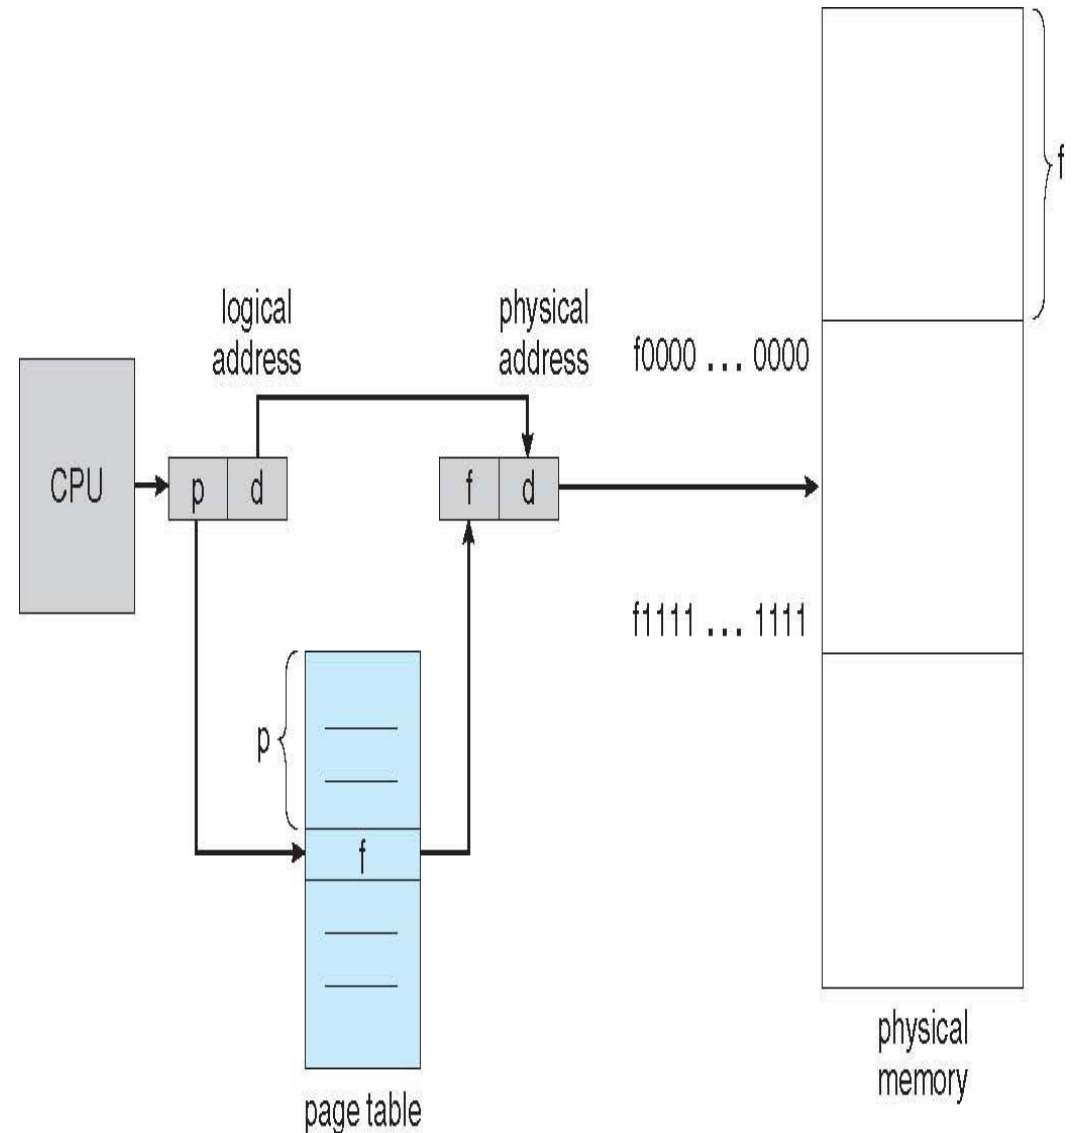 f
logical
address
physical
address
f0000 ... 0000
CPU
p
d
f
d
f1111 ... 1111
p
f
physical
memory
page table